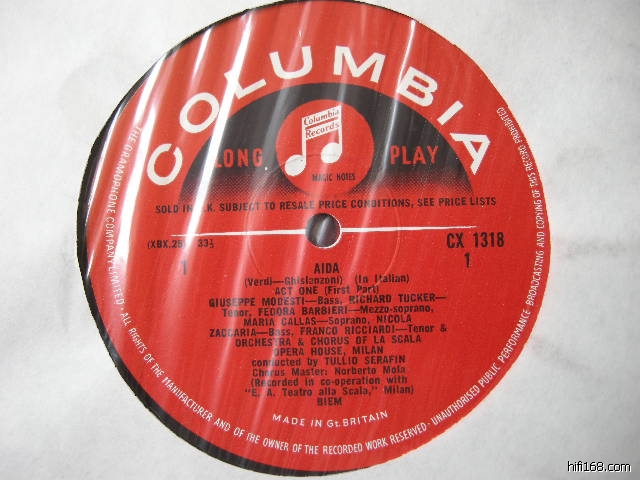 COLUMBIA
Columbia
Records
LONG PLAY
MAGIC NOTES
SOLD IN U.K. SUBJECT TO RESALE PRICE CONDITIONS, SEE PRICE LISTS
33⅓
CX 1318
1 1
AIDA
(Verdi—Ghislanzoni) (In Italian)
ACT ONE (First Part)
GIUSEPPE MODESTI—Bass, RICHARD TUCKER—
Tenor, FEDORA BARBIERI—Mezzo-soprano,
MARIA CALLAS—Soprano, NICOLA
ZACCARIA—Bass, FRANCO RICCIARDI—Tenor &
ORCHESTRA & CHORUS OF LA SCALA
OPERA HOUSE, MILAN
conducted by TULLIO SERAFIN
Chorus Master: Norberto Mola
(Recorded in co-operation with
"E. A. Teatro alla Scala," Milan)
BIEM
MADE IN Gt. BRITAIN
THE GRAMOPHONE COMPANY LIMITED. - ALL RIGHTS OF THE MANUFACTURER AND OF THE OWNER OF THE RECORDED WORK RESERVED - UNAUTHORISED PUBLIC PERFORMANCE BROADCASTING AND COPYING OF THIS RECORD PROHIBITED
hifi168.com